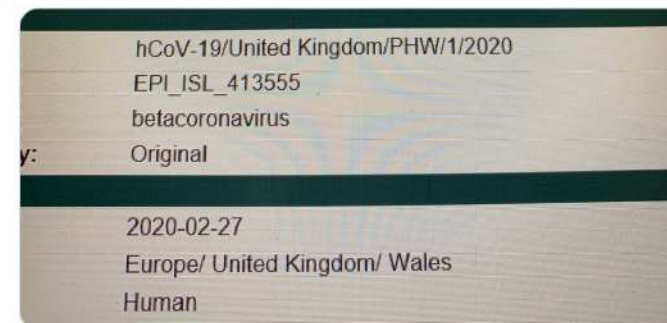 hCoV-19/United Kingdom/PHW/1/2020
EPI_ISL_413555
betacoronavirus
y: Original
2020-02-27
Europe/ United Kingdom/ Wales
Human